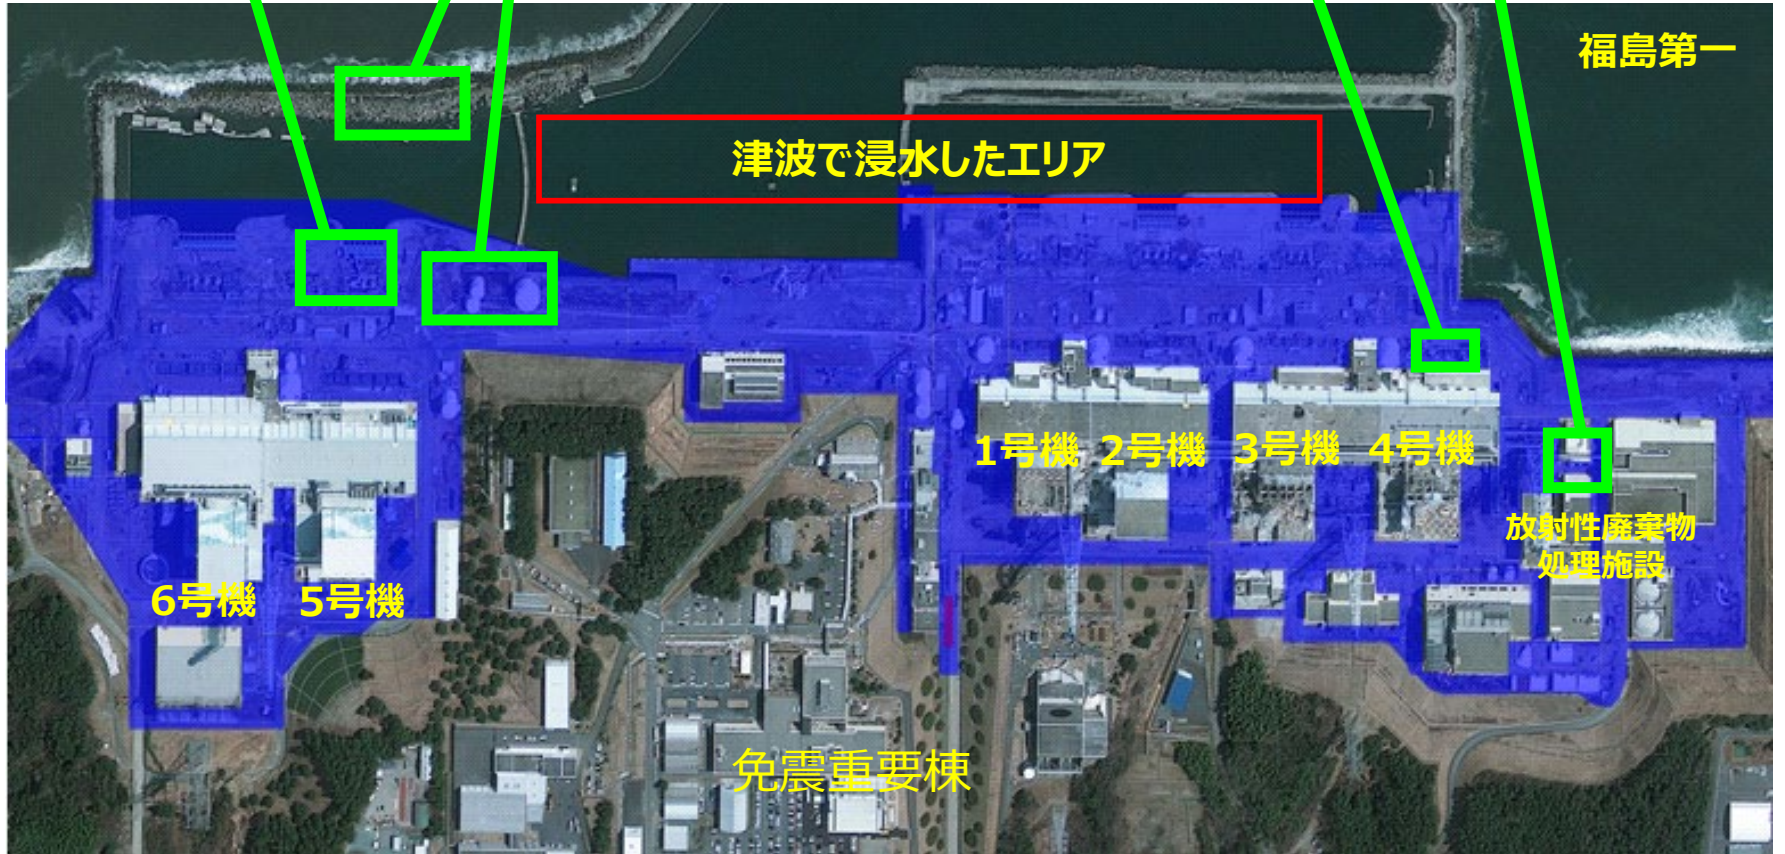 福島第一
津波で浸水したエリア
1号機
2号機
3号機
4号機
放射性廃棄物
処理施設
6号機
5号機
免震重要棟